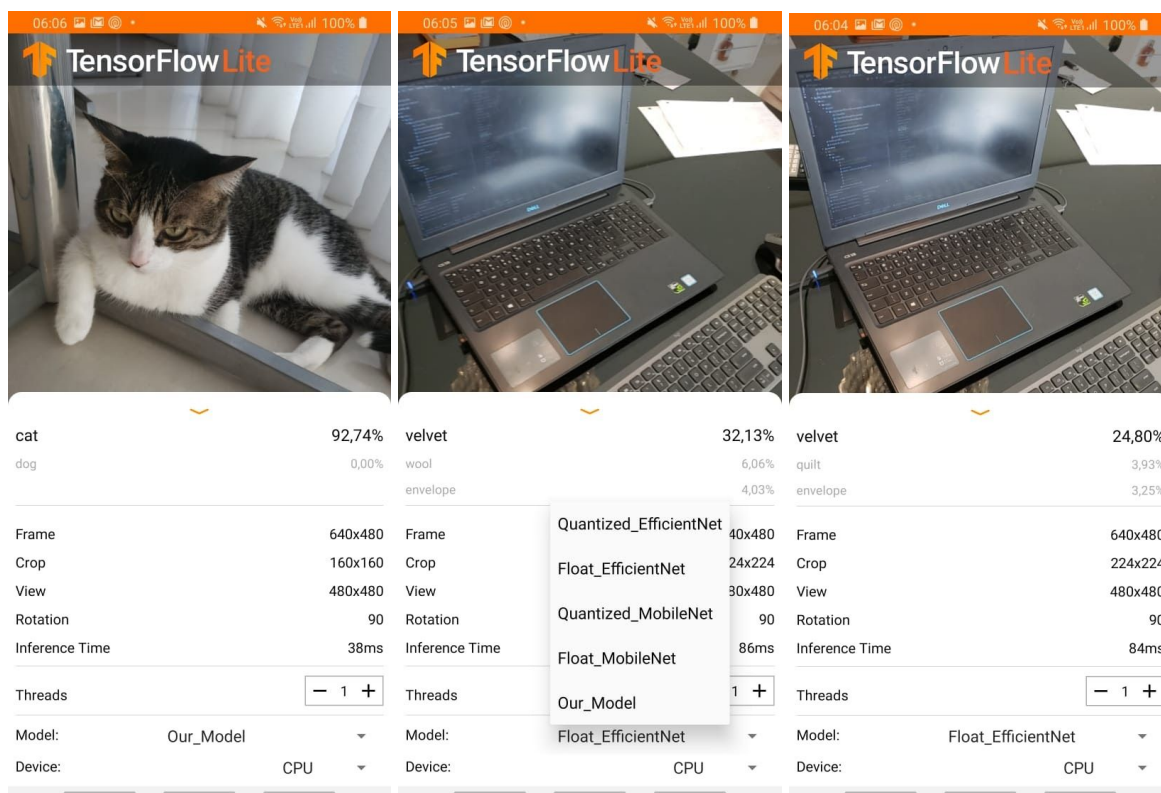 06:06 100%
TensorFlow Lite
cat 92,74%
dog 0,00%
Frame 640x480
Crop 160x160
View 480x480
Rotation 90
Inference Time 38ms
Threads 1
Model: Our_Model
Device: CPU
06:05 100%
TensorFlow Lite
DELL
velvet 32,13%
wool 6,06%
envelope 4,03%
Quantized_EfficientNet
Float_EfficientNet
Quantized_MobileNet
Float_MobileNet
Our_Model
Frame 40x480
Crop 24x224
View 80x480
Rotation 90
Inference Time 86ms
Threads 1
Model: Float_EfficientNet
Device: CPU
06:04 100%
TensorFlow Lite
DELL
velvet 24,80%
quilt 3,93%
envelope 3,25%
Frame 640x480
Crop 224x224
View 480x480
Rotation 90
Inference Time 84ms
Threads 1
Model: Float_EfficientNet
Device: CPU